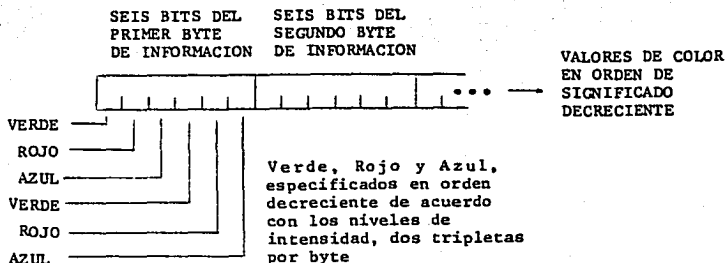 SEIS BITS DEL
PRIMER BYTE
DE INFORMACION
SEIS BITS DEL
SEGUNDO BYTE
DE INFORMACION
VALORES DE COLOR
EN ORDEN DE
SIGNIFICADO
DECRECIENTE
VERDE
ROJO
AZUL
VERDE
ROJO
AZUL
Verde, Rojo y Azul,
especificados en orden
decreciente de acuerdo
con los níveles de
intensidad, dos tripletas
por byte